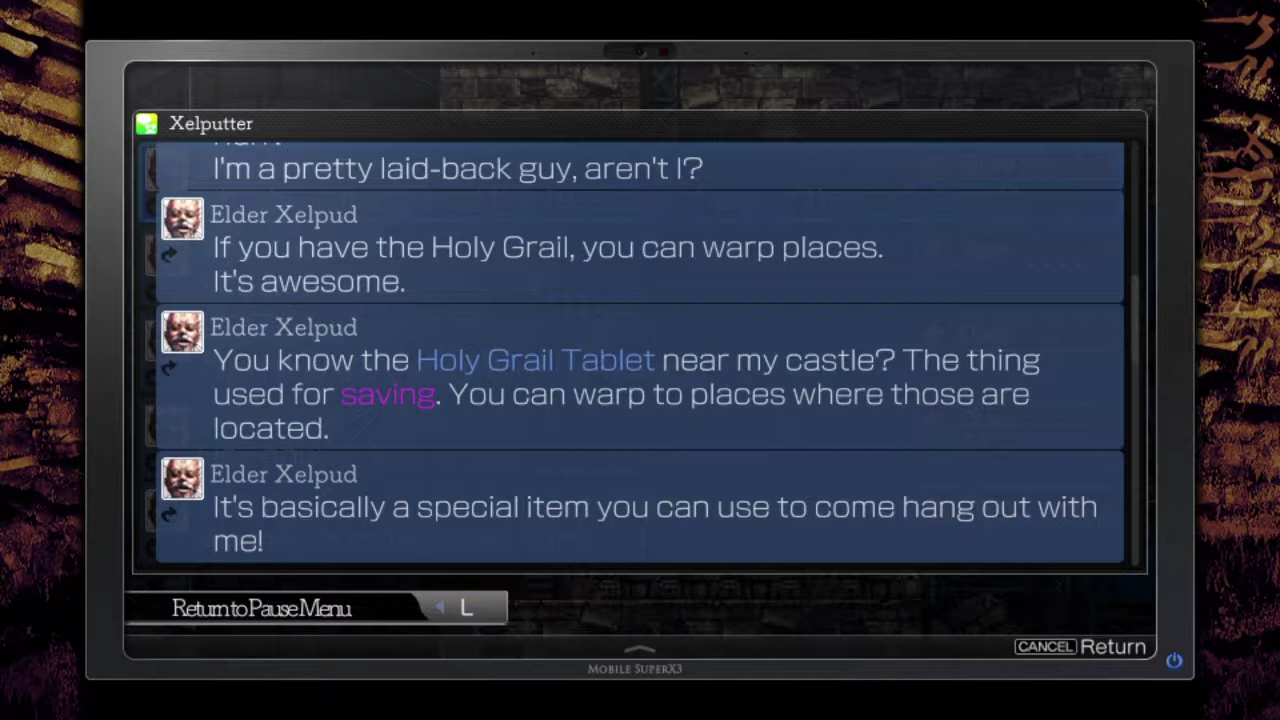 Xelputter
I'm a pretty laid-back guy, aren't I?
Elder Xelpud
If you have the Holy Grail, you can warp places.
It's awesome.
Elder Xelpud
You know the Holy Grail Tablet near my castle? The thing
used for saving. You can warp to places where those are
located.
Elder Xelpud
It's basically a special item you can use to come hang out with
me!
Return to Pause Menu
L
CANCEL Return
MOBILE SUPERX3